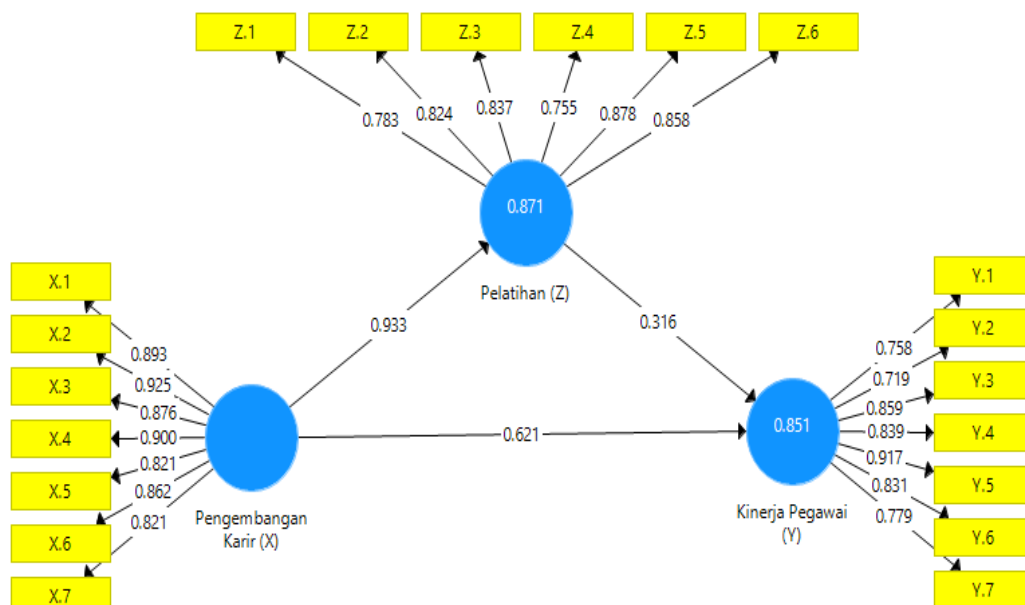 Z.1
Z.2
Z.3
Z.4
Z.5
Z.6
0.783
0.824
0.837
0.755
0.878
0.858
0.871
Pelatihan (Z)
X.1
X.2
X.3
X.4
X.5
X.6
X.7
0.893
0.925
0.876
0.900
0.821
0.862
0.821
Pengembangan
Karir (X)
0.933
0.316
0.621
0.851
Kinerja Pegawai
(Y)
0.758
0.719
0.859
0.839
0.917
0.831
0.779
Y.1
Y.2
Y.3
Y.4
Y.5
Y.6
Y.7